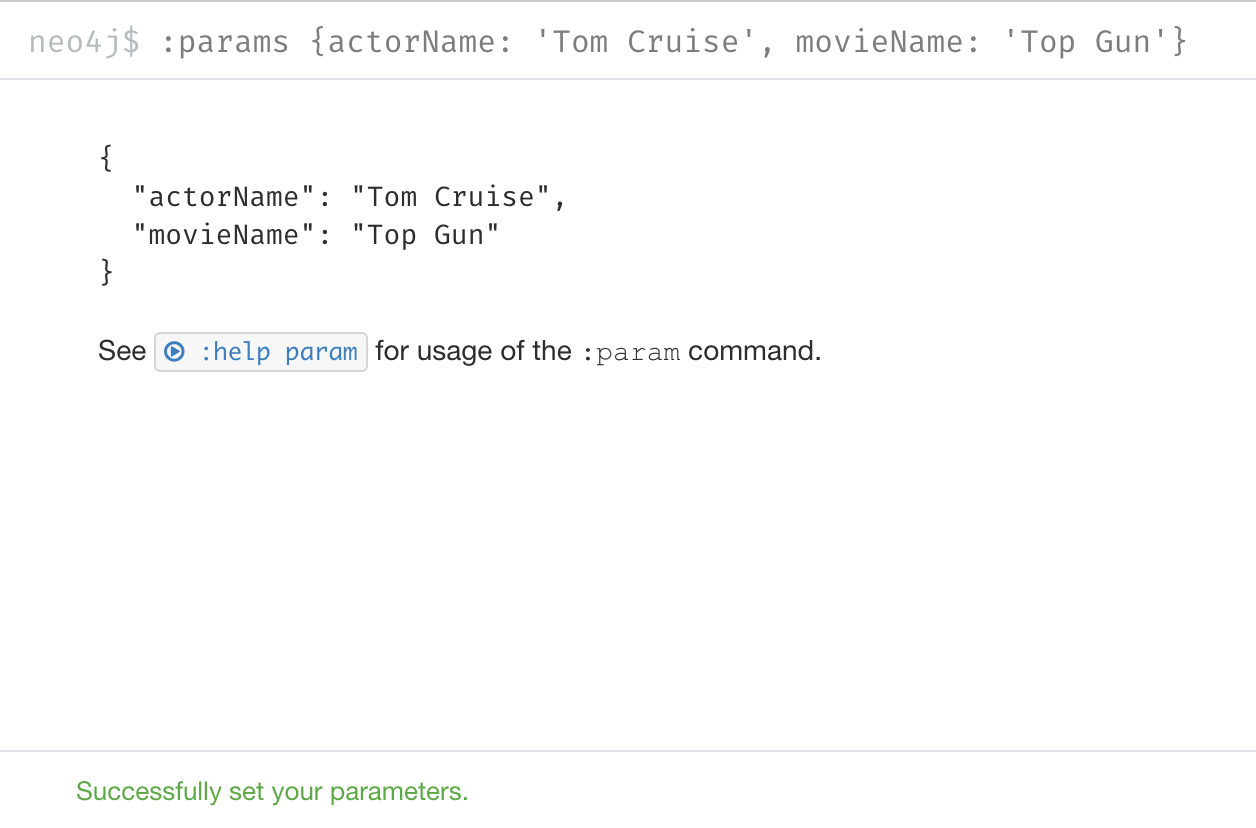 neo4j$ :params {actorName: 'Tom Cruise', movieName: 'Top Gun'}
{
  "actorName": "Tom Cruise",
  "movieName": "Top Gun"
}
See :help param for usage of the :param command.
Successfully set your parameters.